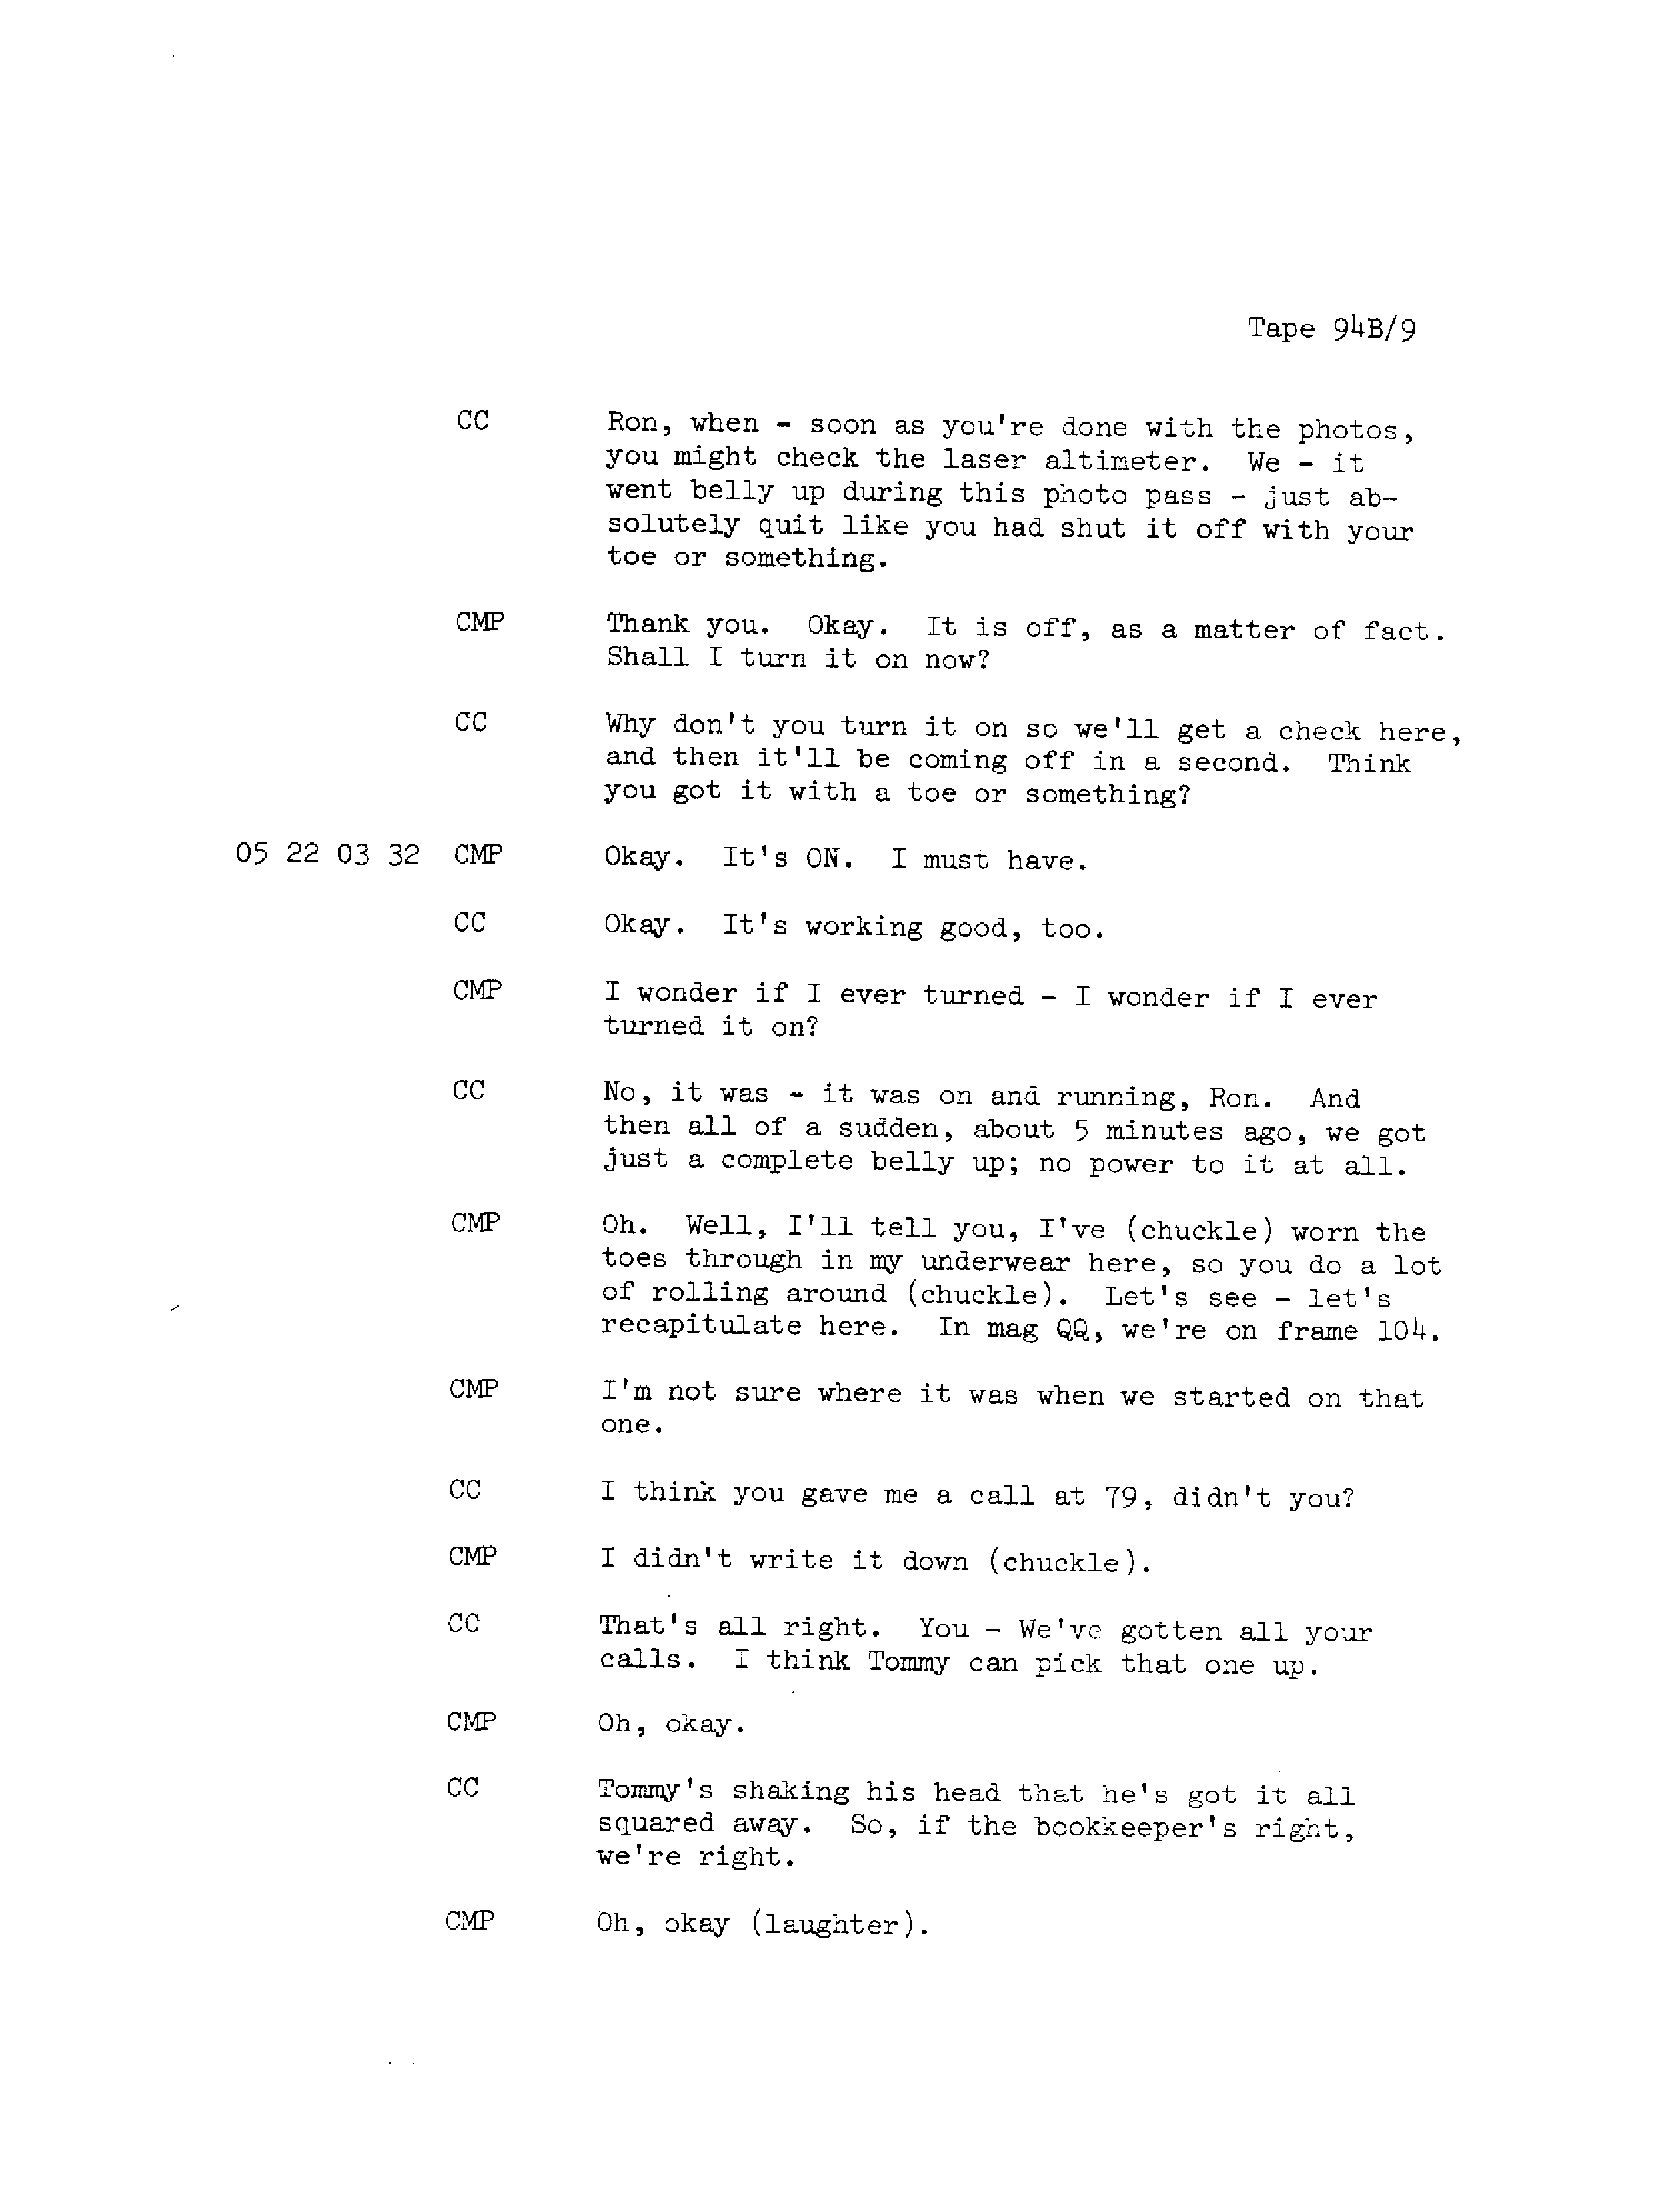 Tape 94B/9
CC Ron, when - soon as you're done with the photos,
you might check the laser altimeter. We - it
went belly up during this photo pass - just ab-
solutely quit like you had shut it off with your
toe or something.
CMP Thank you. Okay. It is off, as a matter of fact.
Shall I turn it on now?
CC Why don't you turn it on so we'll get a check here,
and then it'll be coming off in a second. Think
you got it with a toe or something?
05 22 03 32 CMP Okay. It's ON. I must have.
CC Okay. It's working good, too.
CMP I wonder if I ever turned - I wonder if I ever
turned it on?
CC No, it was - it was on and running, Ron. And
then all of a sudden, about 5 minutes ago, we got
just a complete belly up; no power to it at all.
CMP Oh. Well, I'll tell you, I've (chuckle) worn the
toes through in my underwear here, so you do a lot
of rolling around (chuckle). Let's see - let's
recapitulate here. In mag QQ, we're on frame 104.
CMP I'm not sure where it was when we started on that
one.
CC I think you gave me a call at 79, didn't you?
CMP I didn't write it down (chuckle).
CC That's all right. You - We've gotten all your
calls. I think Tommy can pick that one up.
CMP Oh, okay.
CC Tommy's shaking his head that he's got it all
squared away. So, if the bookkeeper's right,
we're right.
CMP Oh, okay (laughter).